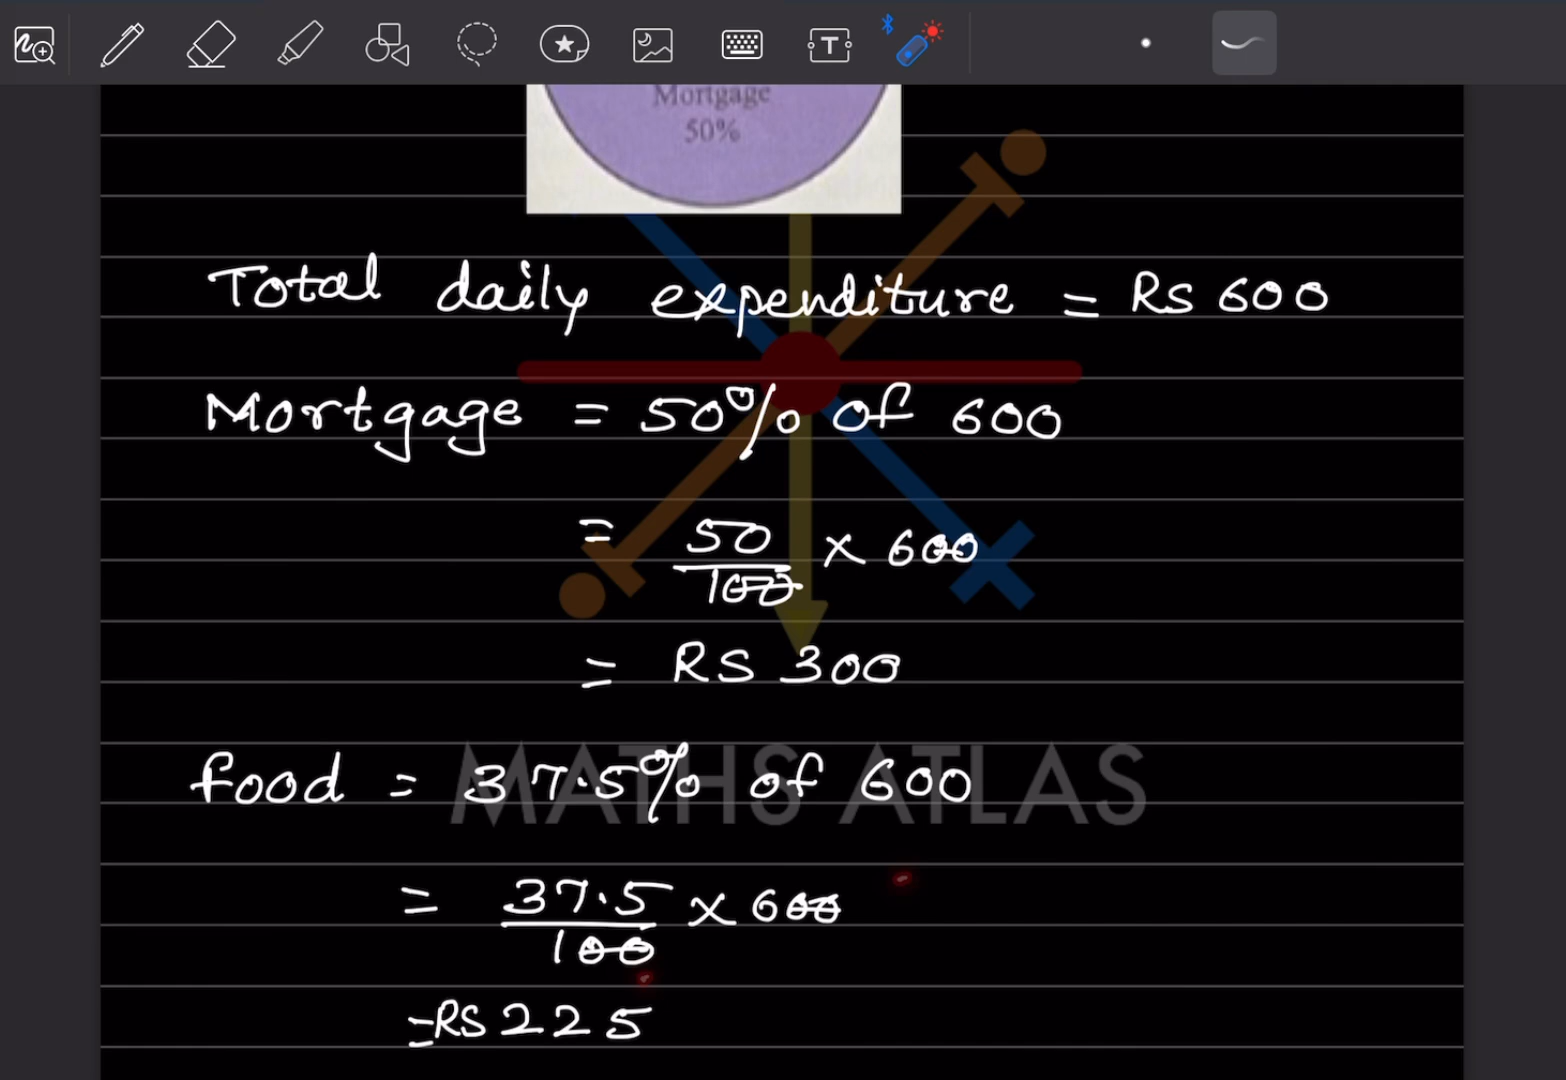 Mortgage
50%
Total daily expenditure = Rs 600
Mortgage = 50% of 600
= 50/100 × 600
= RS 300
MATHS ATLAS
food = 37.5% of 600
= 37.5/100 × 600
=RS 225